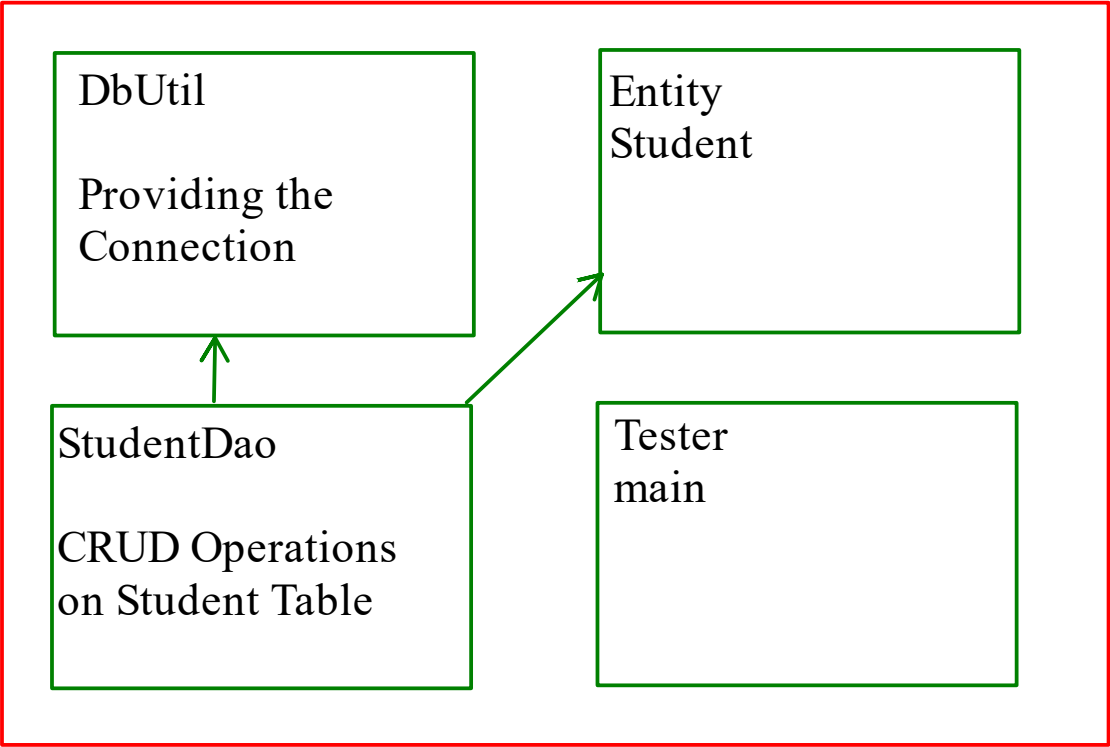 DbUtil
Providing the
Connection
Entity
Student
StudentDao
CRUD Operations
on Student Table
Tester
main